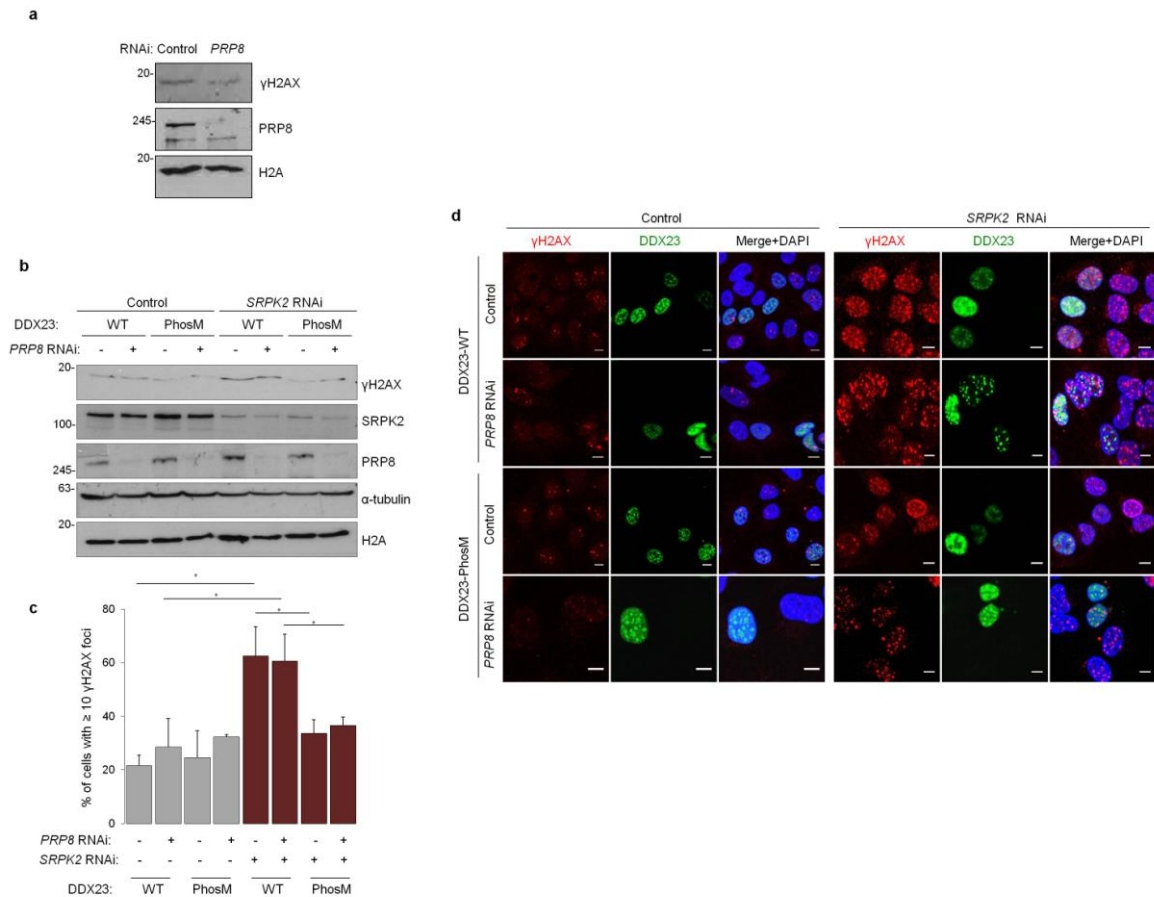 a
RNAi: Control PRP8
20-
γH2AX
245-
PRP8
20-
H2A
b
Control SRPK2 RNAi
DDX23: WT PhosM WT PhosM
PRP8 RNAi: - + - + - + - +
20-
γH2AX
SRPK2
100-
PRP8
245-
63-
α-tubulin
20-
H2A
c
* 
*
*
*
% of cells with ≥ 10 γH2AX foci
80
60
40
20
0
PRP8 RNAi: - + - + - + - +
SRPK2 RNAi: - - - - + + + +
DDX23: WT PhosM WT PhosM
d
Control SRPK2 RNAi
γH2AX DDX23 Merge+DAPI γH2AX DDX23 Merge+DAPI
DDX23-WT
Control
PRP8 RNAi
DDX23-PhosM
Control
PRP8 RNAi